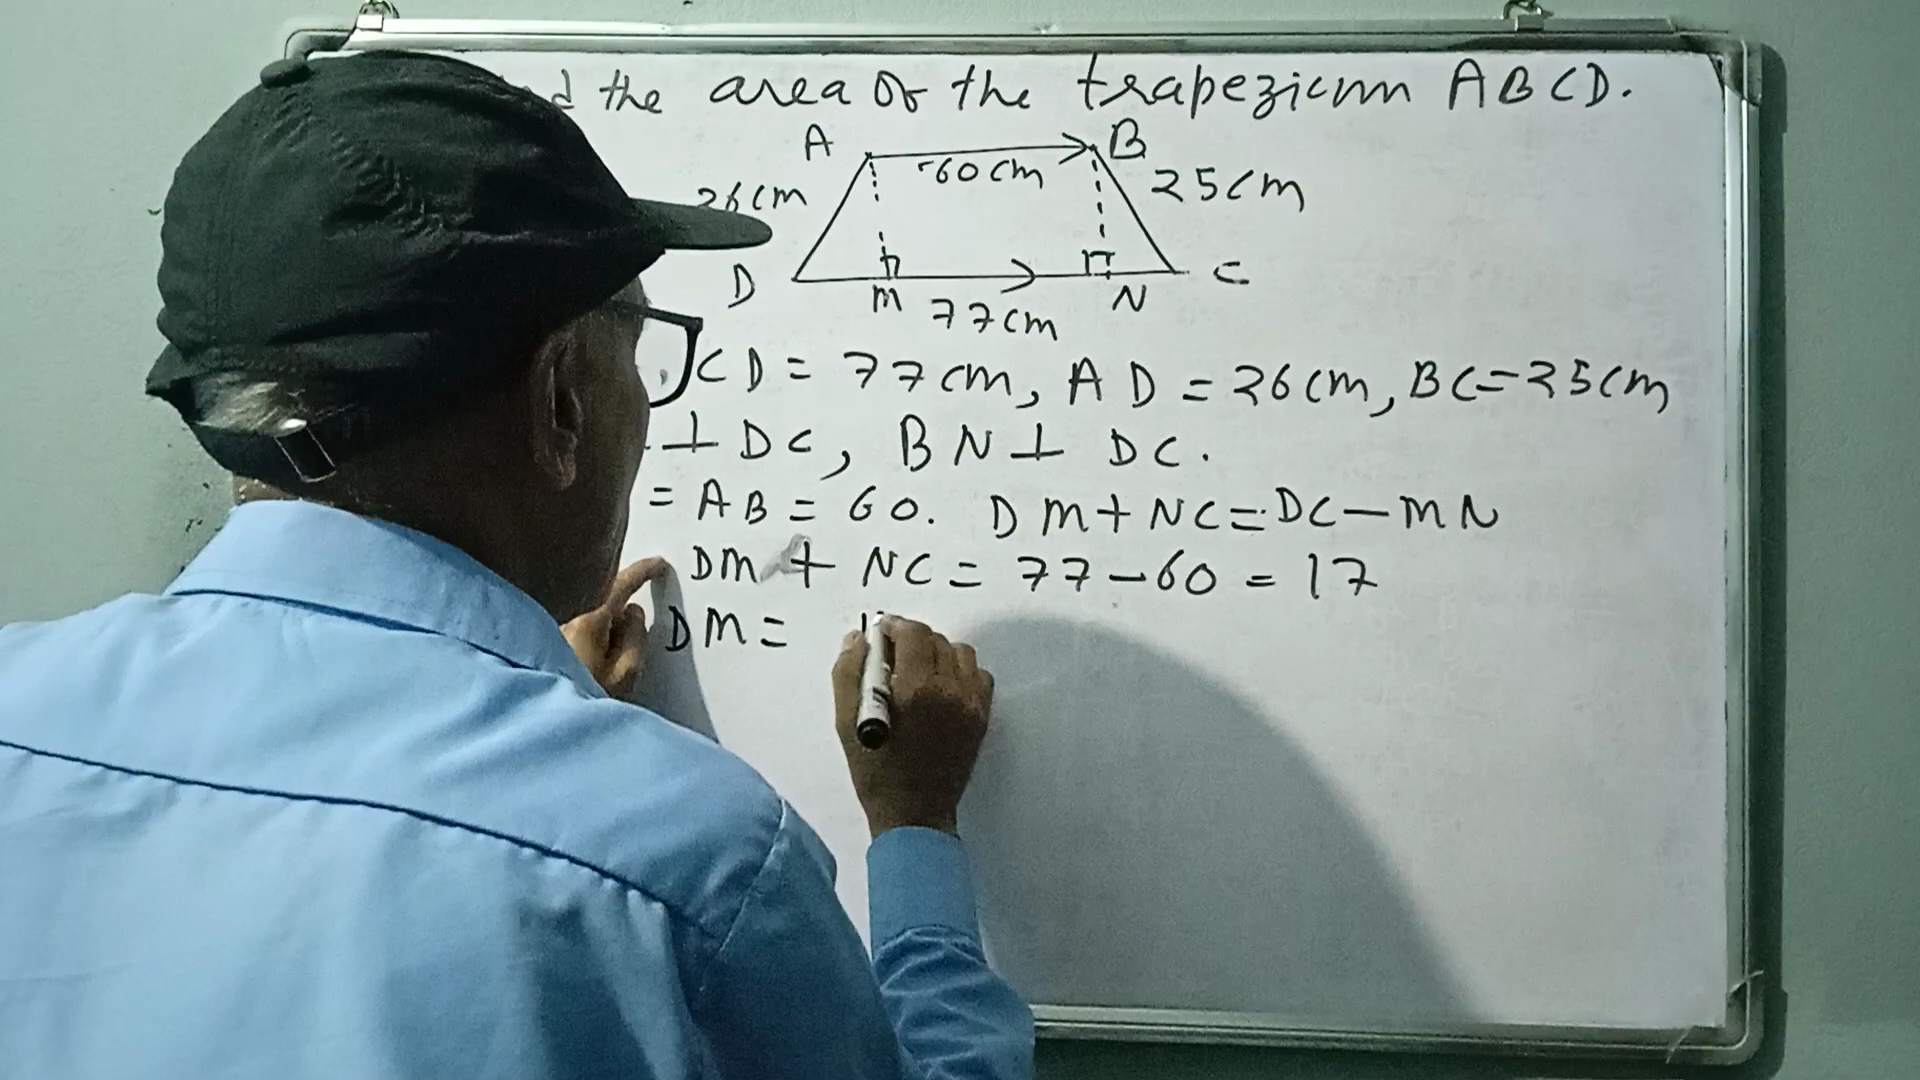 the area of the trapezium ABCD.
A B
60cm
26cm 25cm
D M N C
77cm
CD = 77cm, AD = 26cm, BC = 25cm
⊥ DC, BN ⊥ DC.
= AB = 60. DM + NC = DC - MN
DM + NC = 77 - 60 = 17
DM =